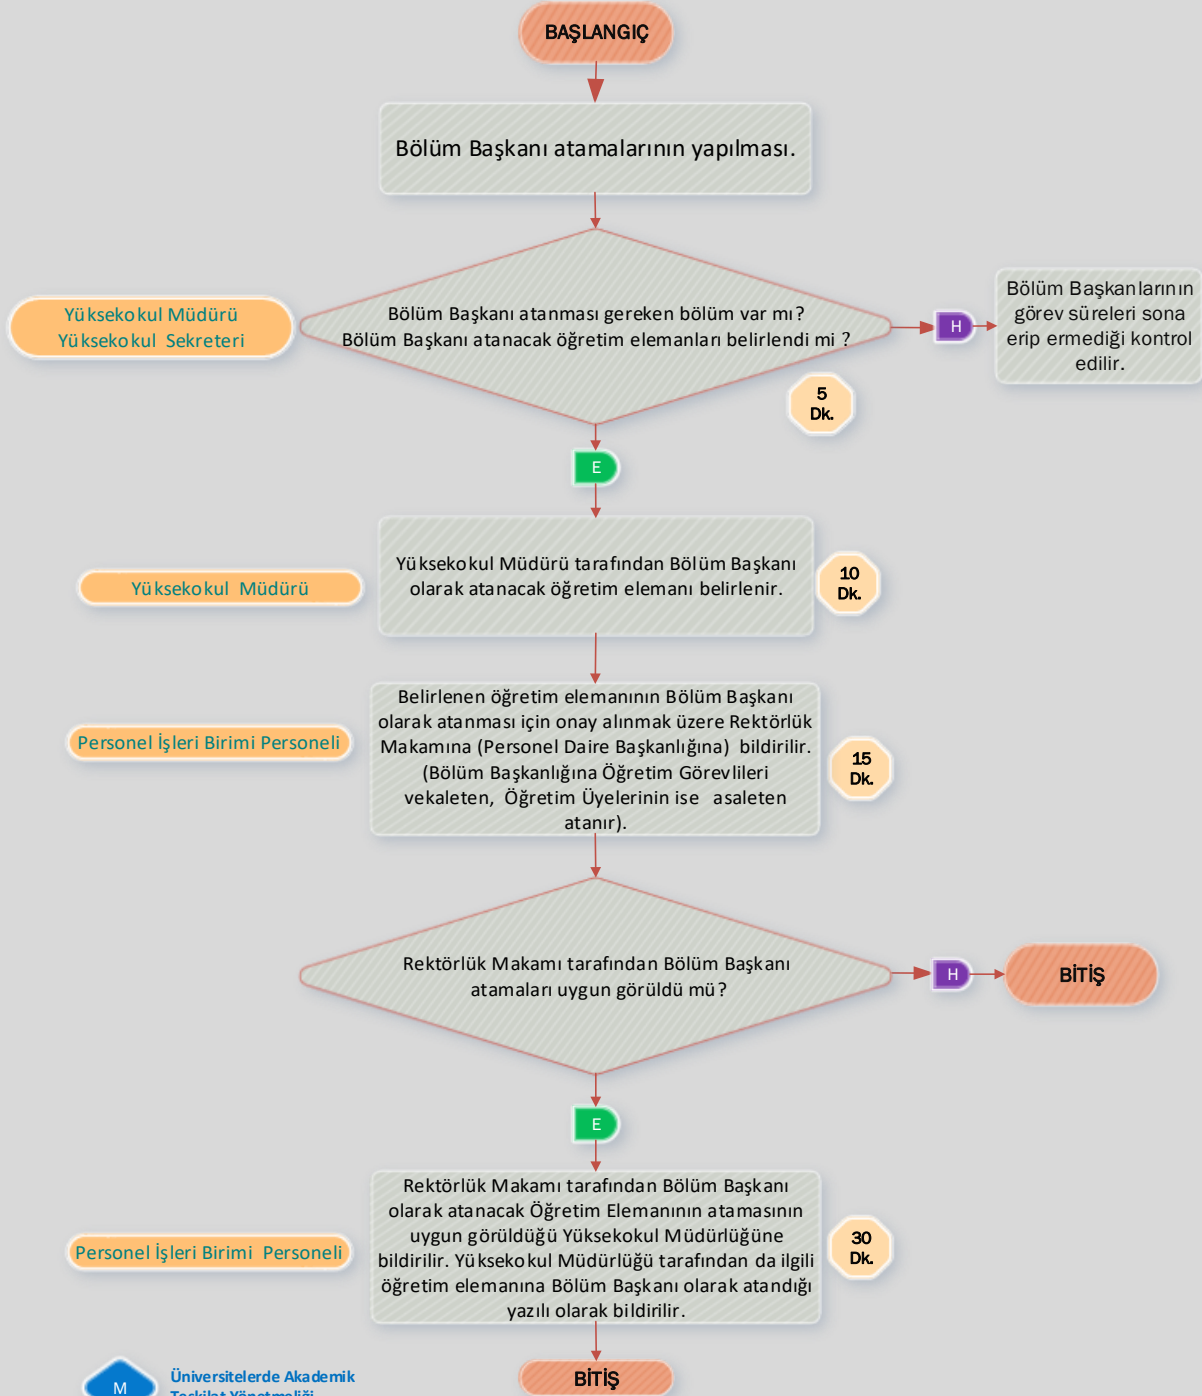 BAŞLANGIÇ
Bölüm Başkanı atamalarının yapılması.
Yüksekokul Müdürü
Yüksekokul Sekreteri
Bölüm Başkanı atanması gereken bölüm var mı?
Bölüm Başkanı atanacak öğretim elemanları belirlendi mi ?
H
Bölüm Başkanlarının
görev süreleri sona
erip ermediği kontrol
edilir.
5
Dk.
E
Yüksekokul Müdürü
Yüksekokul Müdürü tarafından Bölüm Başkanı
olarak atanacak öğretim elemanı belirlenir.
10
Dk.
Personel İşleri Birimi Personeli
Belirlenen öğretim elemanının Bölüm Başkanı
olarak atanması için onay alınmak üzere Rektörlük
Makamına (Personel Daire Başkanlığına) bildirilir.
(Bölüm Başkanlığına Öğretim Görevlileri
vekaleten, Öğretim Üyelerinin ise asaleten
atanır).
15
Dk.
Rektörlük Makamı tarafından Bölüm Başkanı
atamaları uygun görüldü mü?
H
BİTİŞ
E
Personel İşleri Birimi Personeli
Rektörlük Makamı tarafından Bölüm Başkanı
olarak atanacak Öğretim Elemanının atamasının
uygun görüldüğü Yüksekokul Müdürlüğüne
bildirilir. Yüksekokul Müdürlüğü tarafından da ilgili
öğretim elemanına Bölüm Başkanı olarak atandığı
yazılı olarak bildirilir.
30
Dk.
BİTİŞ
M
Üniversitelerde Akademik
Teşkilat Yönetmeliği